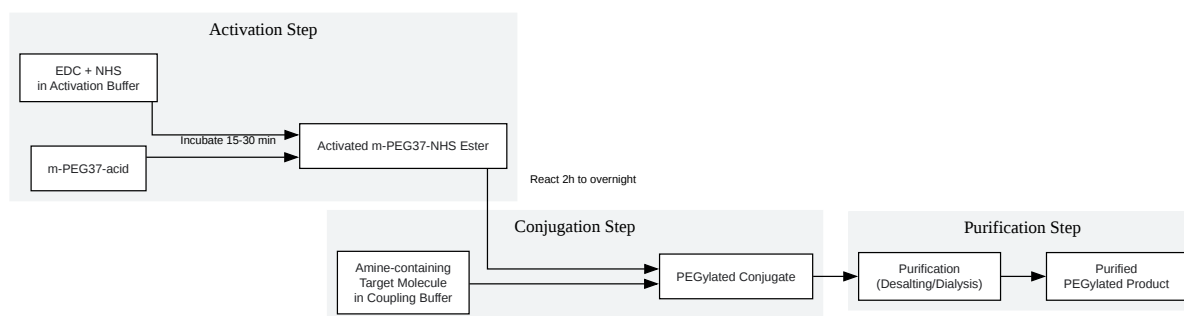 Activation Step
EDC + NHS
in Activation Buffer
Incubate 15-30 min
m-PEG37-acid
Activated m-PEG37-NHS Ester
React 2h to overnight
Conjugation Step
Amine-containing
Target Molecule
in Coupling Buffer
PEGylated Conjugate
Purification Step
Purification
(Desalting/Dialysis)
Purified
PEGylated Product